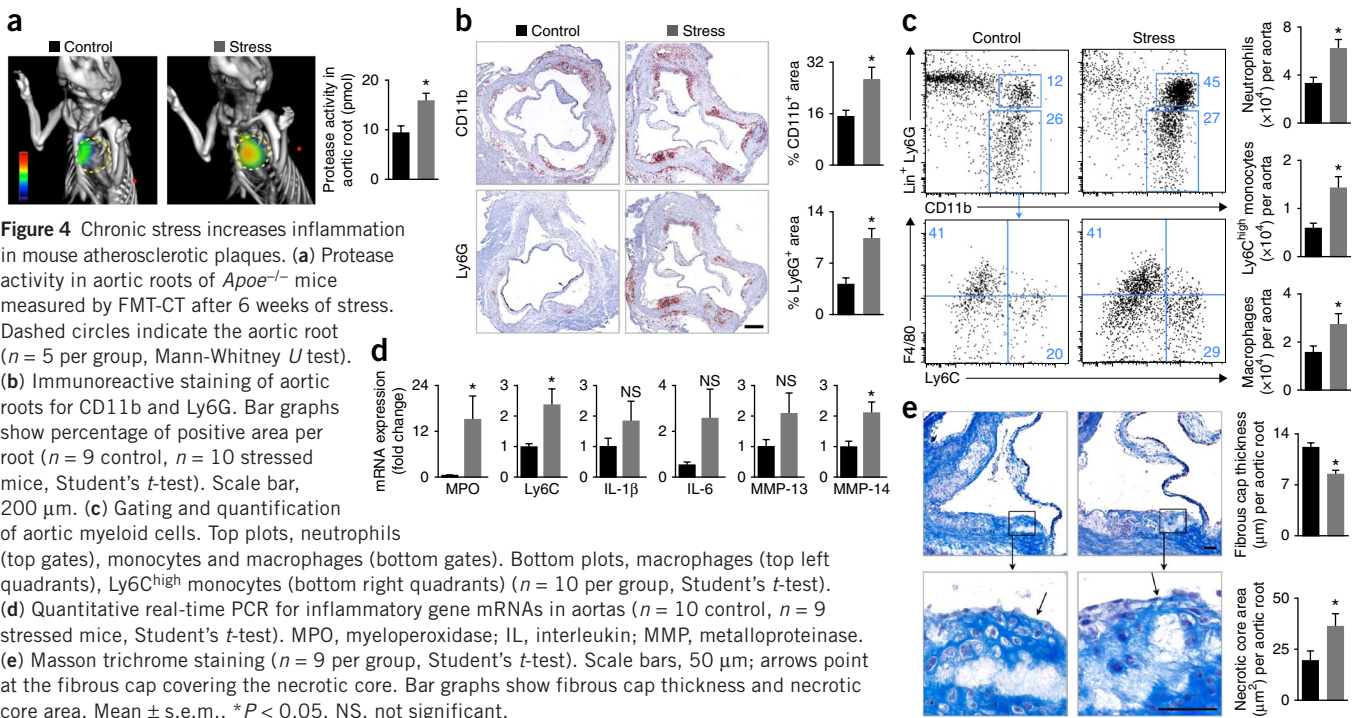 a
Control Stress
Protease activity in
aortic root (pmol)
20
10
0
*
b
Control Stress
CD11b
Ly6G
% CD11b+ area
32
16
0
*
% Ly6G+ area
14
7
0
*
c
Control Stress
Lin+ Ly6G
12
26
45
27
CD11b
F4/80
41
20
41
29
Ly6C
Neutrophils
(×10⁴) per aorta
8
4
0
*
Ly6Chigh monocytes
(×10⁴) per aorta
2
1
0
*
Macrophages
(×10⁴) per aorta
4
2
0
*
Figure 4 Chronic stress increases inflammation
in mouse atherosclerotic plaques. (a) Protease
activity in aortic roots of Apoe−/− mice
measured by FMT-CT after 6 weeks of stress.
Dashed circles indicate the aortic root
(n = 5 per group, Mann-Whitney U test).
(b) Immunoreactive staining of aortic
roots for CD11b and Ly6G. Bar graphs
show percentage of positive area per
root (n = 9 control, n = 10 stressed
mice, Student's t-test). Scale bar,
200 μm. (c) Gating and quantification
of aortic myeloid cells. Top plots, neutrophils
(top gates), monocytes and macrophages (bottom gates). Bottom plots, macrophages (top left
quadrants), Ly6Chigh monocytes (bottom right quadrants) (n = 10 per group, Student's t-test).
(d) Quantitative real-time PCR for inflammatory gene mRNAs in aortas (n = 10 control, n = 9
stressed mice, Student's t-test). MPO, myeloperoxidase; IL, interleukin; MMP, metalloproteinase.
(e) Masson trichrome staining (n = 9 per group, Student's t-test). Scale bars, 50 μm; arrows point
at the fibrous cap covering the necrotic core. Bar graphs show fibrous cap thickness and necrotic
core area. Mean ± s.e.m., *P < 0.05. NS, not significant.
d
mRNA expression
(fold change)
24
12
0
*
MPO
3
2
1
0
*
Ly6C
3
2
1
0
NS
IL-1β
3
2
1
0
NS
IL-6
3
2
1
0
NS
MMP-13
3
2
1
0
*
MMP-14
e
Fibrous cap thickness
(μm) per aortic root
14
7
0
*
Necrotic core area
(μm²) per aortic root
50
25
0
*